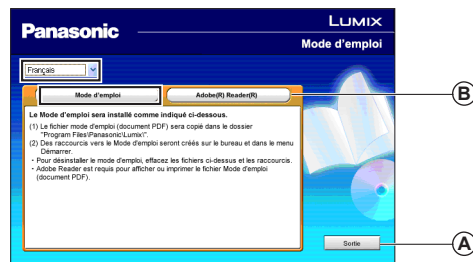 Panasonic
LUMIX
Mode d'emploi
Français
Mode d'emploi
Adobe(R) Reader(R)
B
Le Mode d'emploi sera installé comme indiqué ci-dessous.
(1) Le fichier mode d'emploi (document PDF) sera copié dans le dossier
"Program Files\Panasonic\Lumix\".
(2) Des raccourcis vers le Mode d'emploi seront créés sur le bureau et dans le menu
Démarrer.
· Pour désinstaller le mode d'emploi, effacez les fichiers ci-dessus et les raccourcis.
· Adobe Reader est requis pour afficher ou imprimer le fichier Mode d'emploi
(document PDF).
Sortie
A